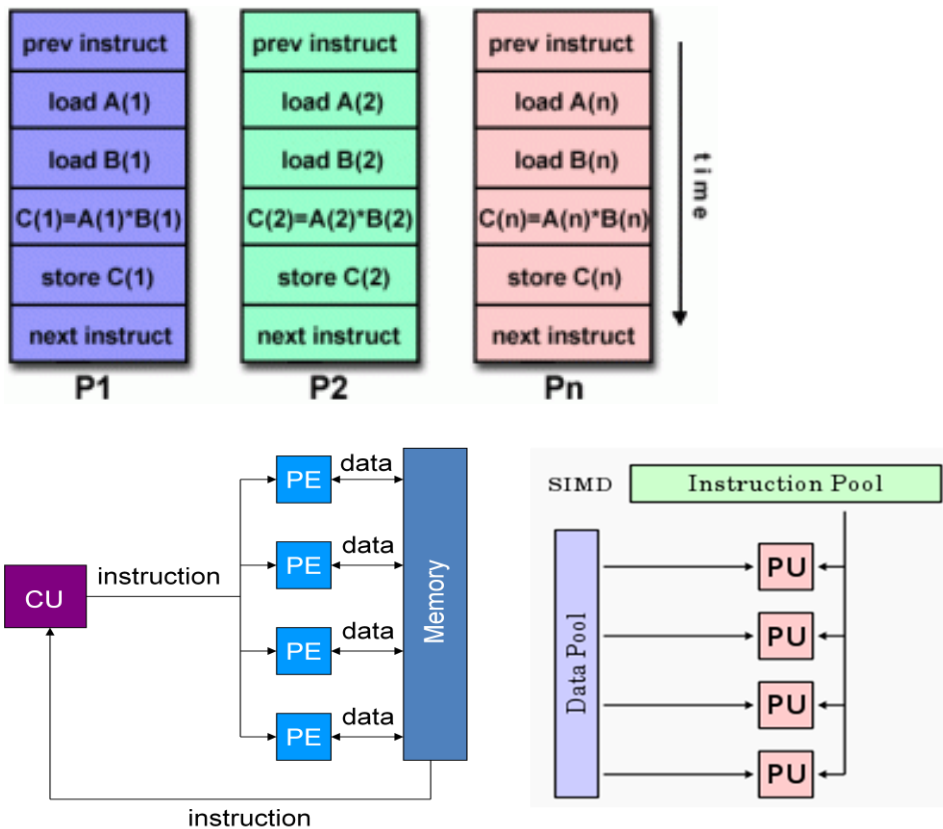 prev instruct
load A(1)
load B(1)
C(1)=A(1)*B(1)
store C(1)
next instruct
P1
prev instruct
load A(2)
load B(2)
C(2)=A(2)*B(2)
store C(2)
next instruct
P2
prev instruct
load A(n)
load B(n)
C(n)=A(n)*B(n)
store C(n)
next instruct
Pn
time
CU
instruction
PE
data
PE
data
PE
data
PE
data
Memory
instruction
SIMD
Instruction Pool
Data Pool
PU
PU
PU
PU